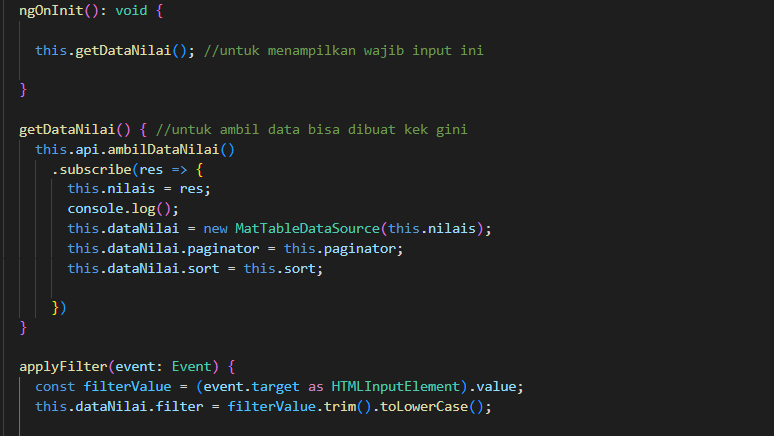 ngOnInit(): void {
this.getDataNilai(); //untuk menampilkan wajib input ini
}
getDataNilai() { //untuk ambil data bisa dibuat kek gini
this.api.ambilDataNilai()
.subscribe(res => {
this.nilais = res;
console.log();
this.dataNilai = new MatTableDataSource(this.nilais);
this.dataNilai.paginator = this.paginator;
this.dataNilai.sort = this.sort;
})
}
applyFilter(event: Event) {
const filterValue = (event.target as HTMLInputElement).value;
this.dataNilai.filter = filterValue.trim().toLowerCase();